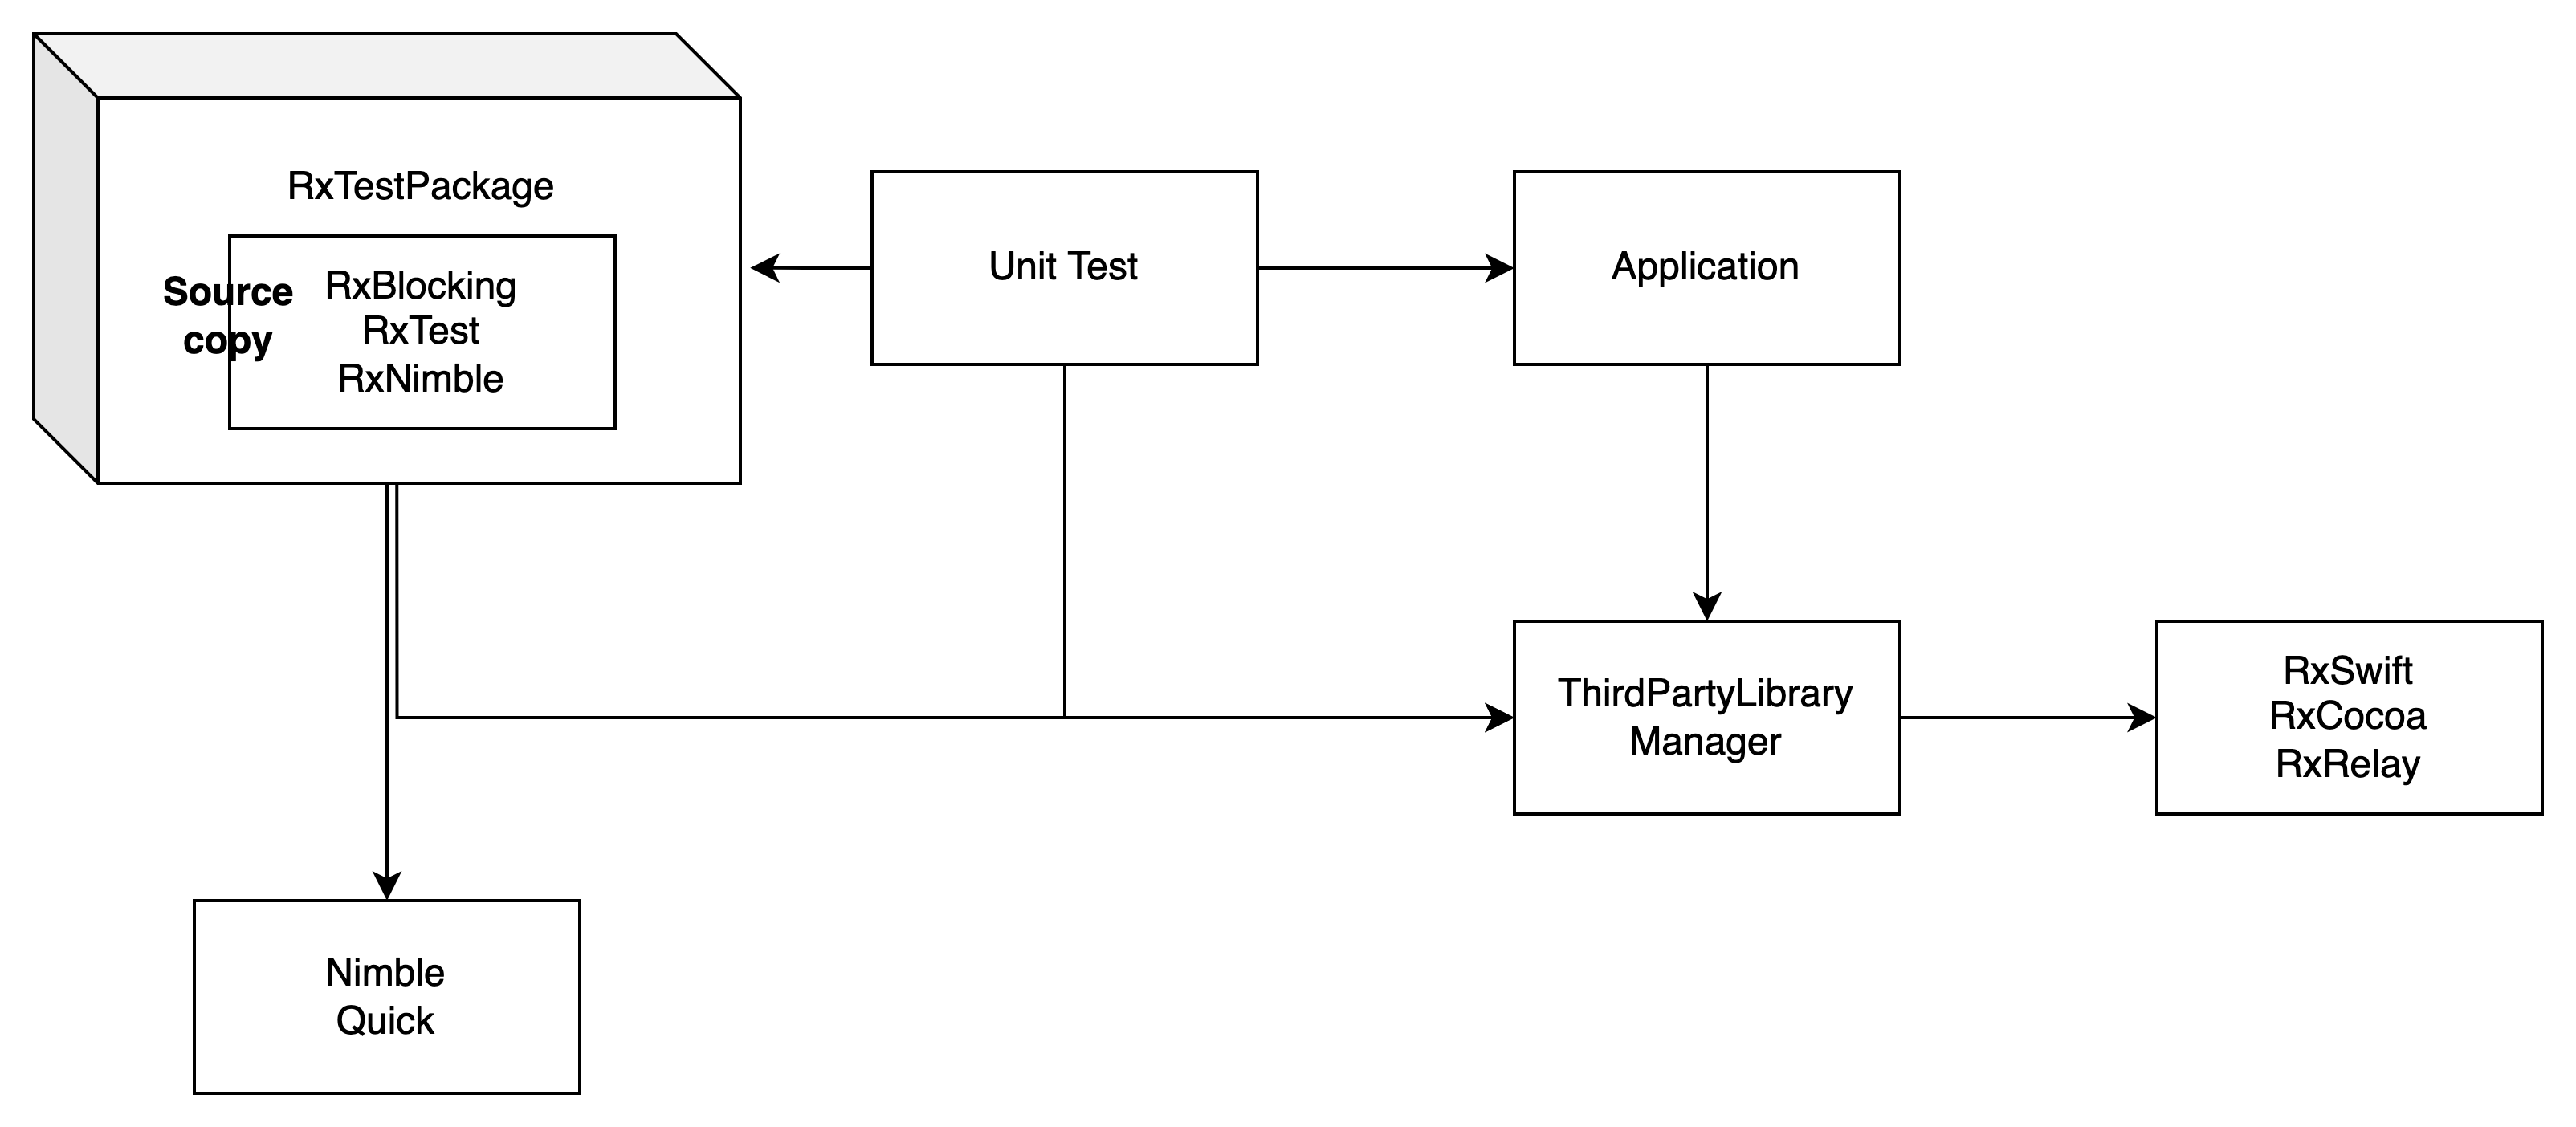 RxTestPackage
Source
copy
RxBlocking
RxTest
RxNimble
Unit Test
Application
ThirdPartyLibrary
Manager
RxSwift
RxCocoa
RxRelay
Nimble
Quick